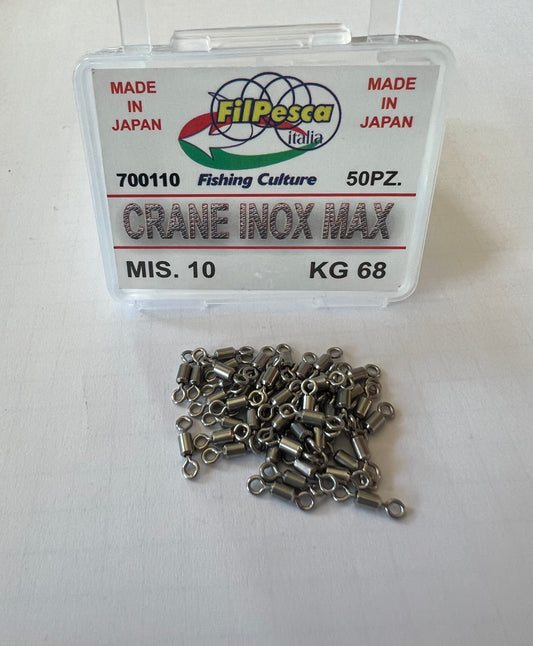 MADE
IN
JAPAN
FilPesca
italia
MADE
IN
JAPAN
700110 Fishing Culture 50PZ.
CRANE INOX MAX
MIS. 10 KG 68